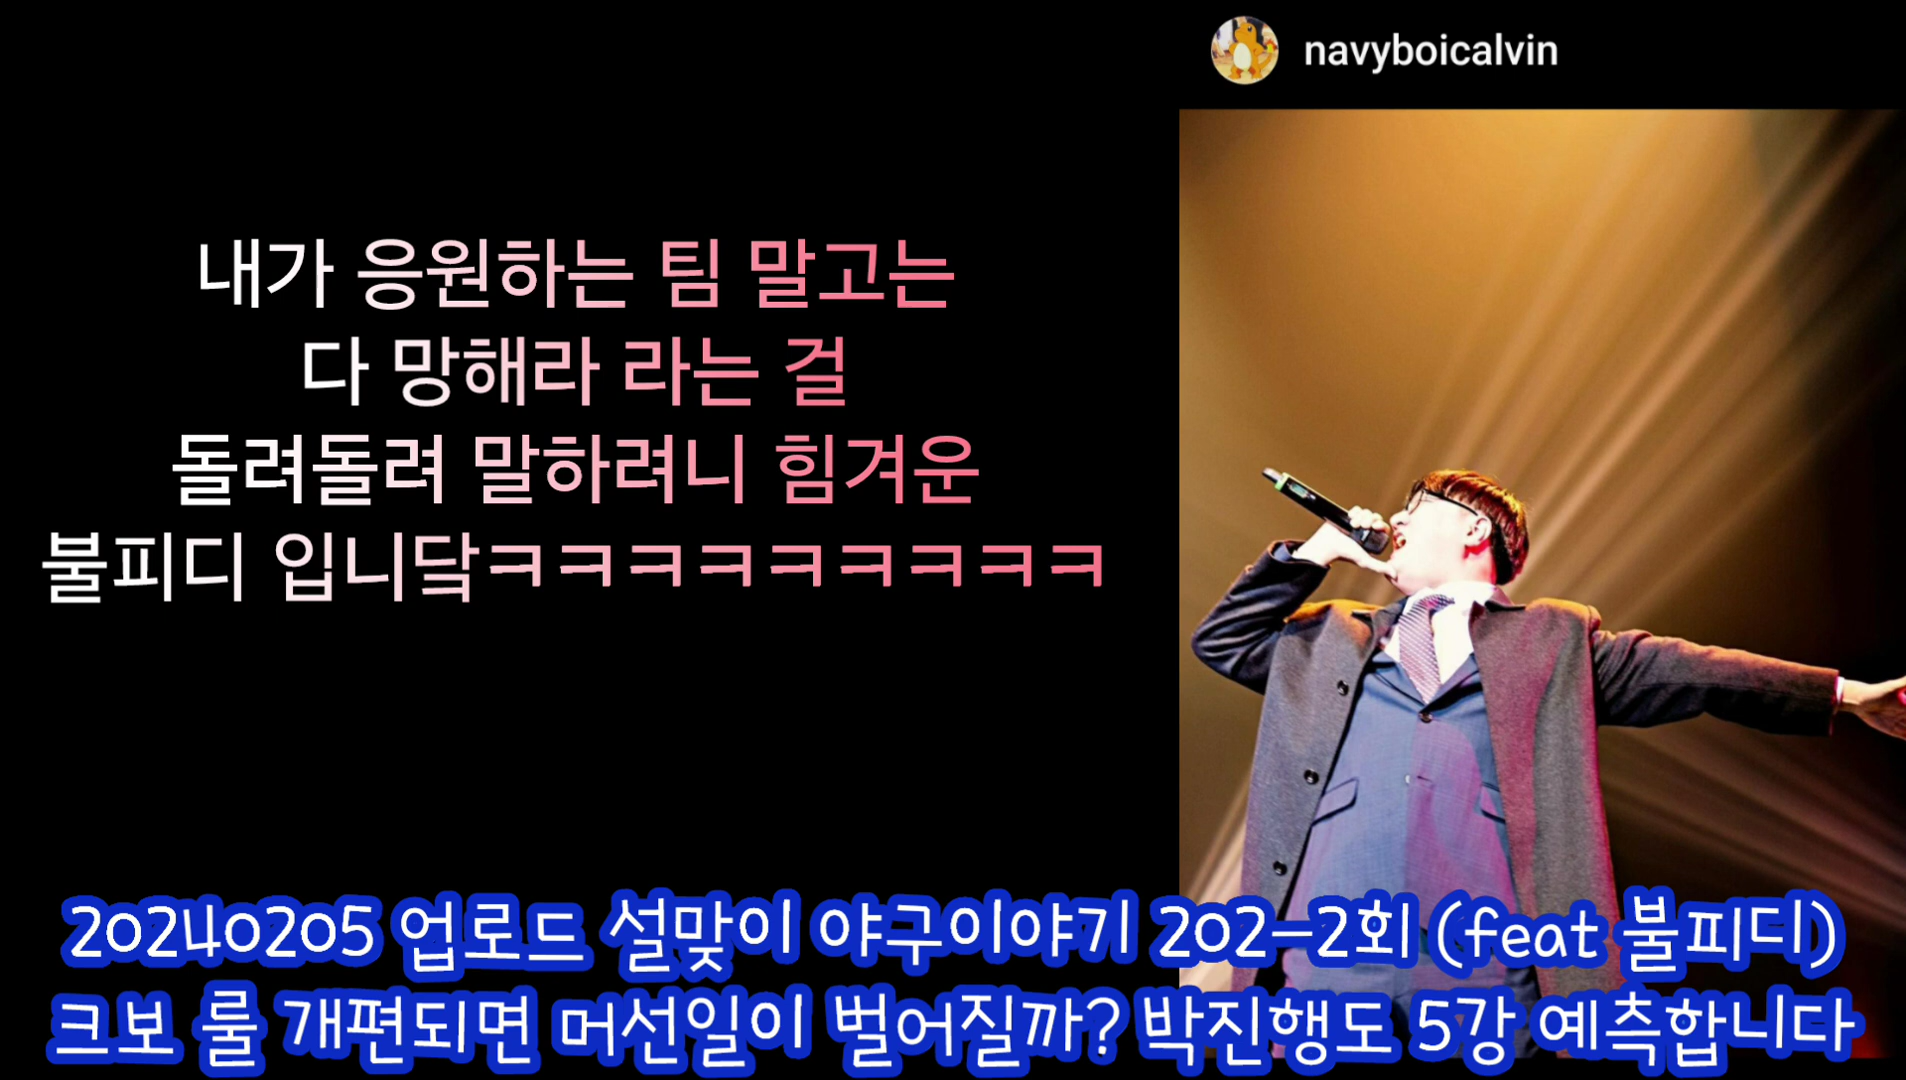 navyboicalvin
내가 응원하는 팀 말고는
다 망해라 라는 걸
돌려돌려 말하려니 힘겨운
불피디 입니닼ㅋㅋㅋㅋㅋㅋㅋㅋㅋ
20240205 업로드 설맞이 야구이야기 202-2회 (feat 불피디)
크보 룰 개편되면 머선일이 벌어질까? 박진행도 5강 예측합니다